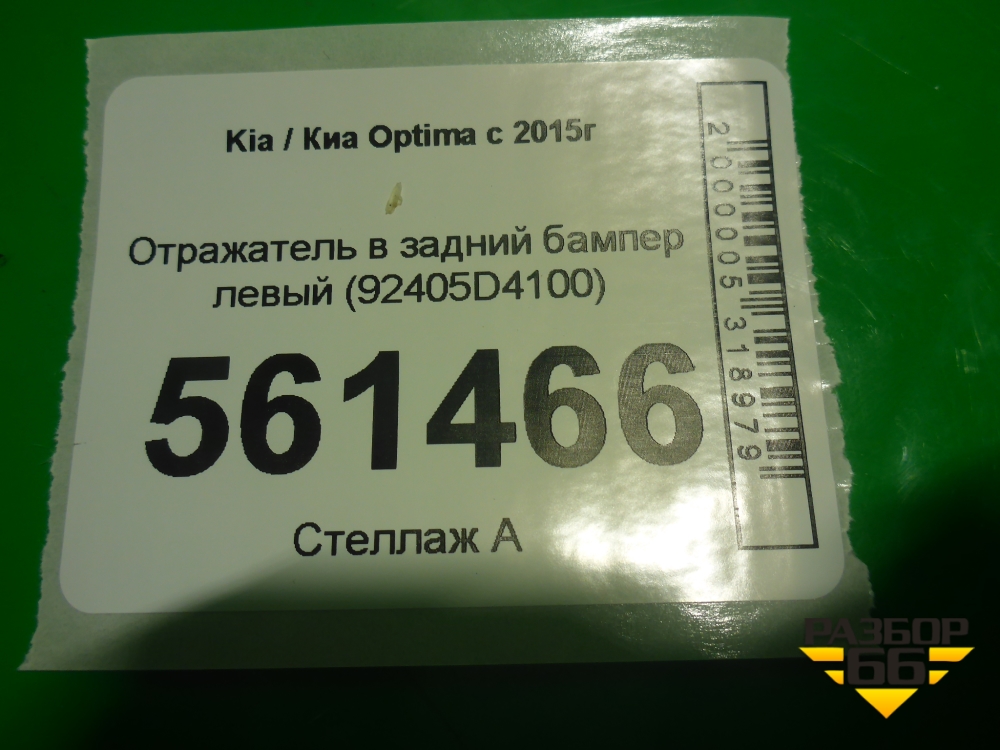 Kia / Киа Optima с 2015г
Отражатель в задний бампер
левый (92405D4100)
561466
Стеллаж А
2000005318979
РАЗБОР
66